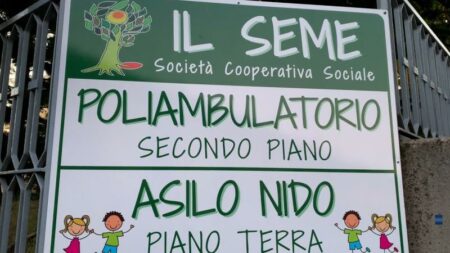 IL SEME
Società Cooperativa Sociale
POLIAMBULATORIO
SECONDO PIANO
ASILO NIDO
PIANO TERRA